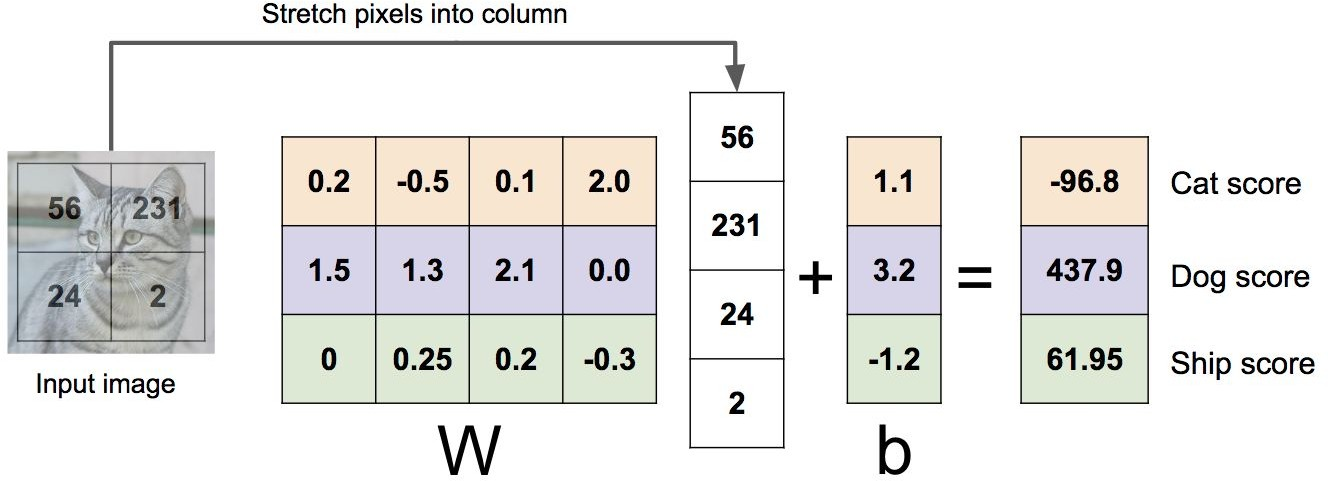 Stretch pixels into column
56 231
24 2
Input image
0.2 -0.5 0.1 2.0
1.5 1.3 2.1 0.0
0 0.25 0.2 -0.3
W
56
231
24
2
+
1.1
3.2
-1.2
b
=
-96.8 Cat score
437.9 Dog score
61.95 Ship score